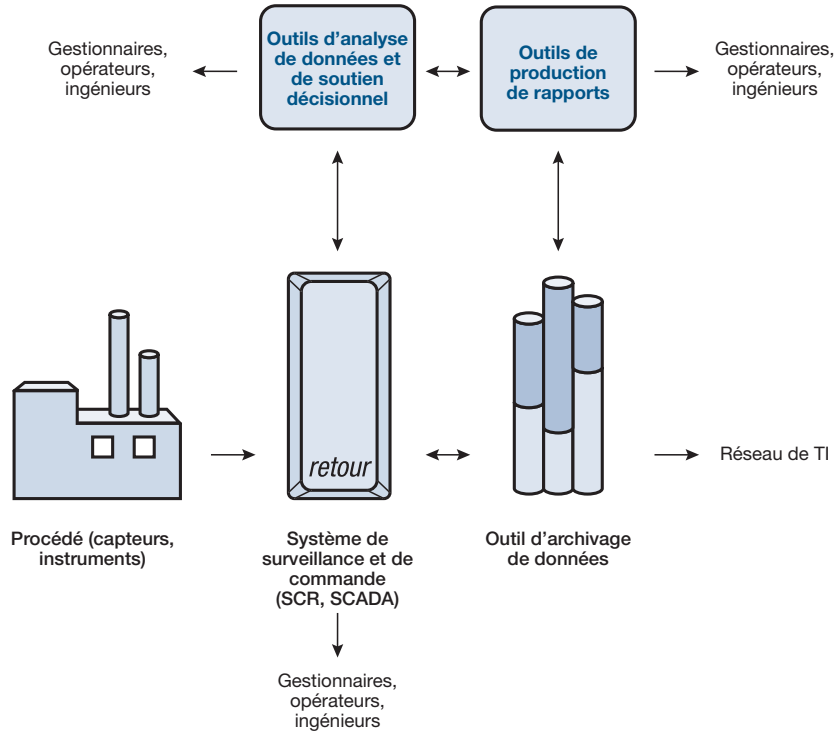 Gestionnaires,
opérateurs,
ingénieurs
Outils d'analyse
de données et
de soutien
décisionnel
Outils de
production
de rapports
Gestionnaires,
opérateurs,
ingénieurs
retour
Réseau de TI
Procédé (capteurs,
instruments)
Système de
surveillance et de
commande
(SCR, SCADA)
Outil d'archivage
de données
Gestionnaires,
opérateurs,
ingénieurs